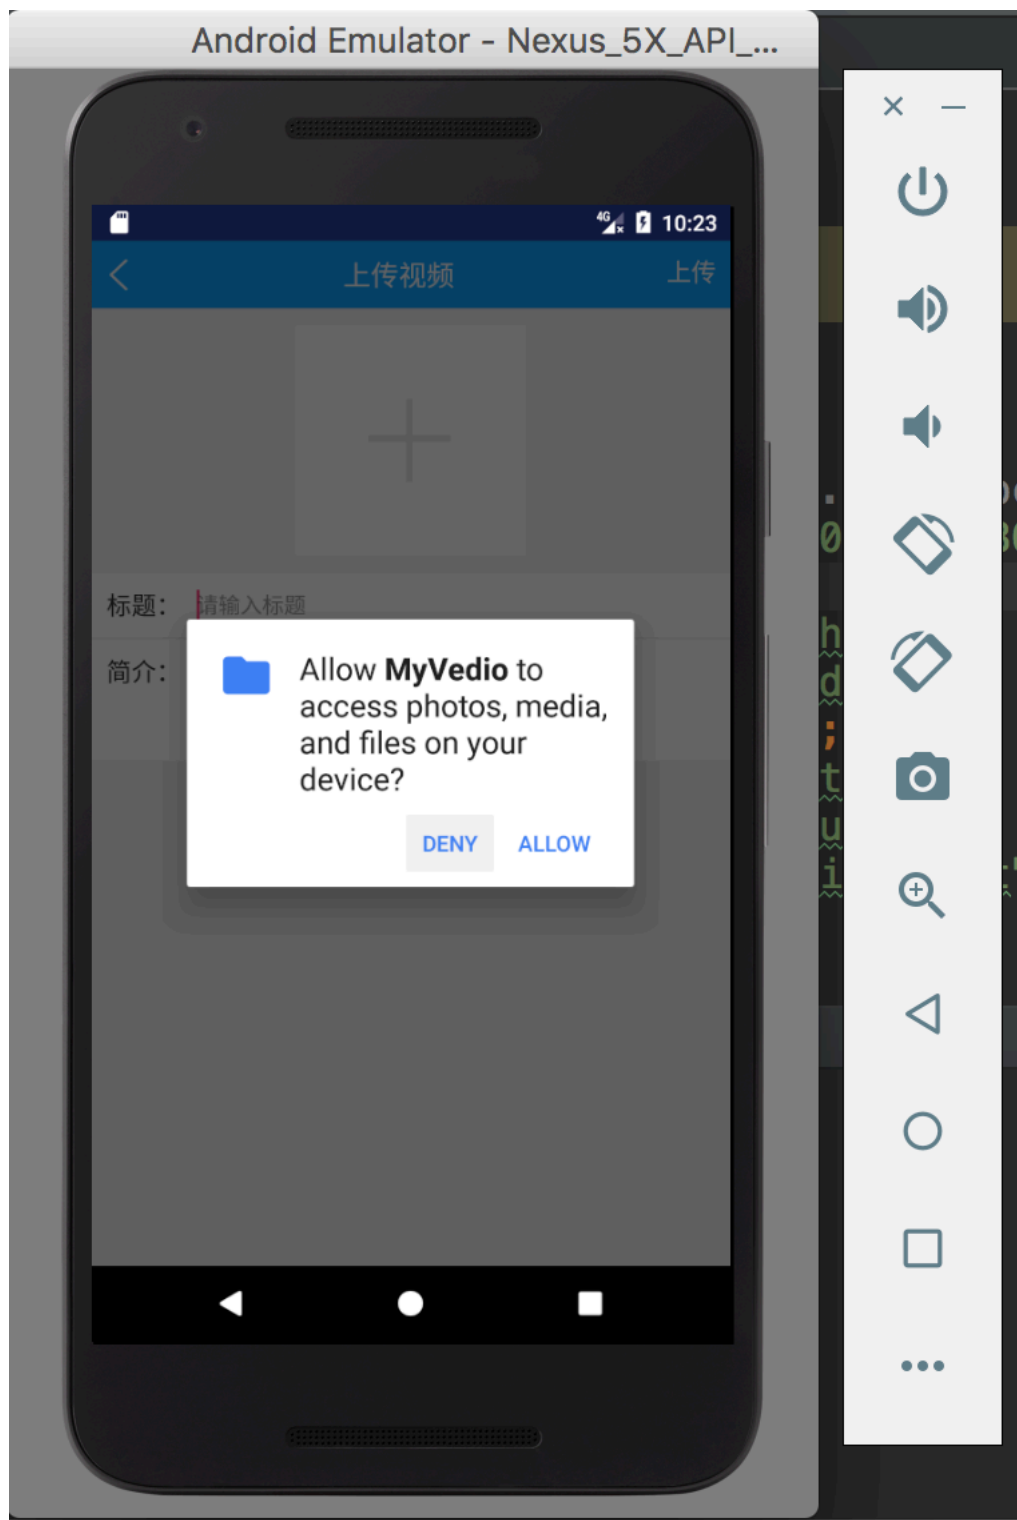 Android Emulator - Nexus_5X_API_...
4G 10:23
上传视频 上传
标题： 请输入标题
简介：
Allow MyVedio to
access photos, media,
and files on your
device?
DENY ALLOW